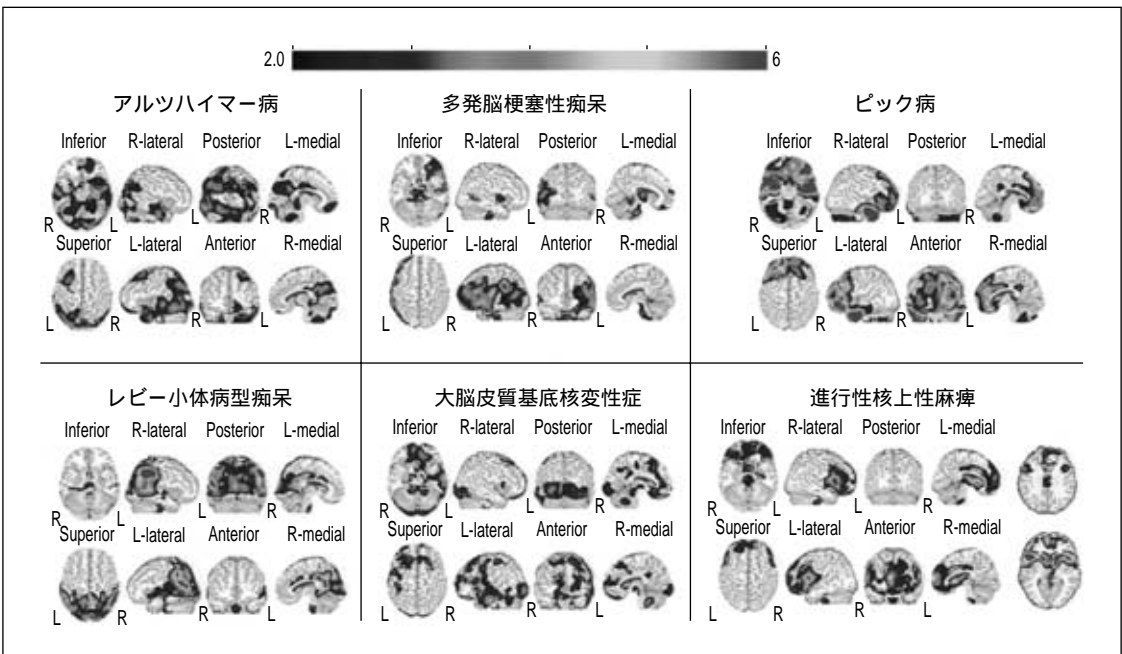 2.0 6
アルツハイマー病
Inferior R-lateral Posterior L-medial
R L L R
Superior L-lateral Anterior R-medial
L R R L
多発脳梗塞性痴呆
Inferior R-lateral Posterior L-medial
R L L R
Superior L-lateral Anterior R-medial
L R R L
ピック病
Inferior R-lateral Posterior L-medial
R L L R
Superior L-lateral Anterior R-medial
L R R L
レビー小体病型痴呆
Inferior R-lateral Posterior L-medial
R L L R
Superior L-lateral Anterior R-medial
L R R L
大脳皮質基底核変性症
Inferior R-lateral Posterior L-medial
R L L R
Superior L-lateral Anterior R-medial
L R R L
進行性核上性麻痺
Inferior R-lateral Posterior L-medial
R L L R
Superior L-lateral Anterior R-medial
L R R L